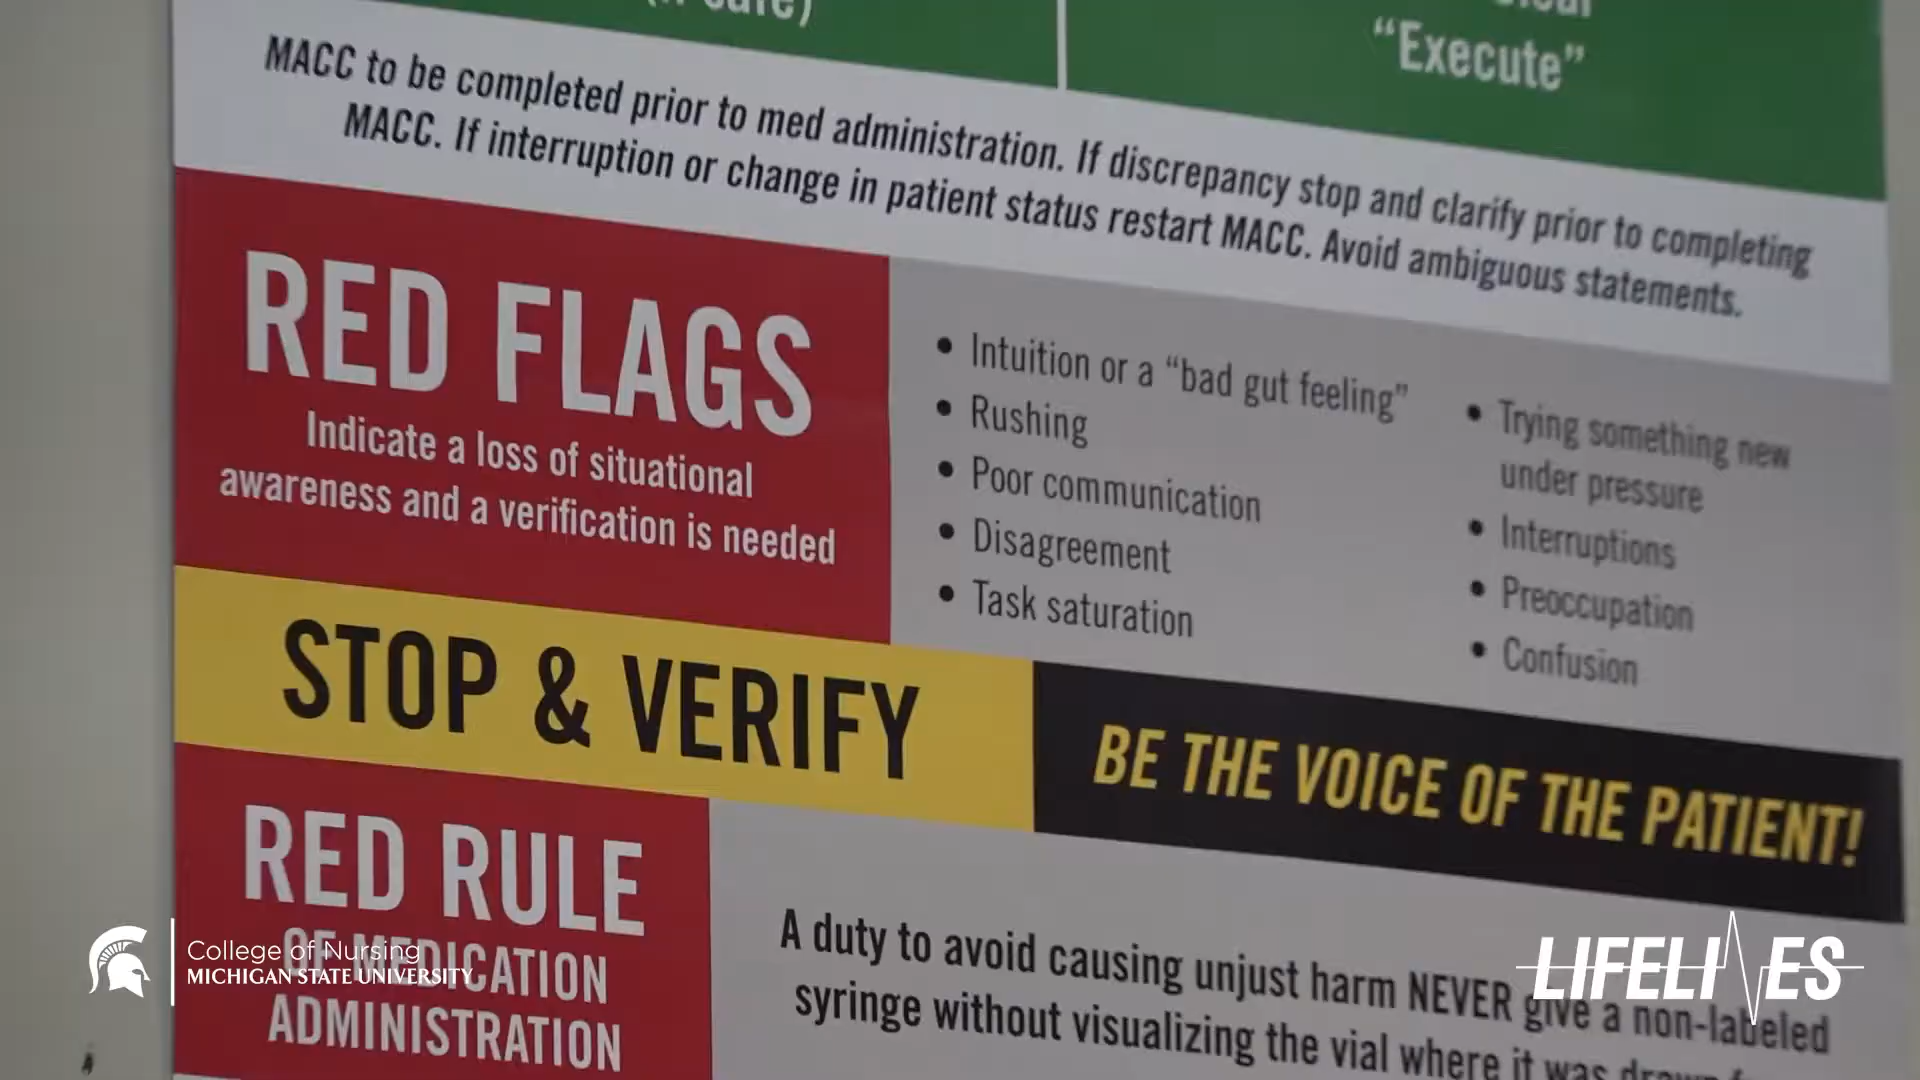 "Execute"
MACC to be completed prior to med administration. If discrepancy stop and clarify prior to completing
MACC. If interruption or change in patient status restart MACC. Avoid ambiguous statements.
RED FLAGS
Indicate a loss of situational
awareness and a verification is needed
• Intuition or a “bad gut feeling”
• Rushing
• Poor communication
• Disagreement
• Task saturation
• Trying something new
under pressure
• Interruptions
• Preoccupation
• Confusion
STOP & VERIFY
BE THE VOICE OF THE PATIENT!
RED RULE
OF MEDICATION
ADMINISTRATION
A duty to avoid causing unjust harm NEVER give a non-labeled
syringe without visualizing the vial where it was
College of Nursing
MICHIGAN STATE UNIVERSITY
LIFELINES